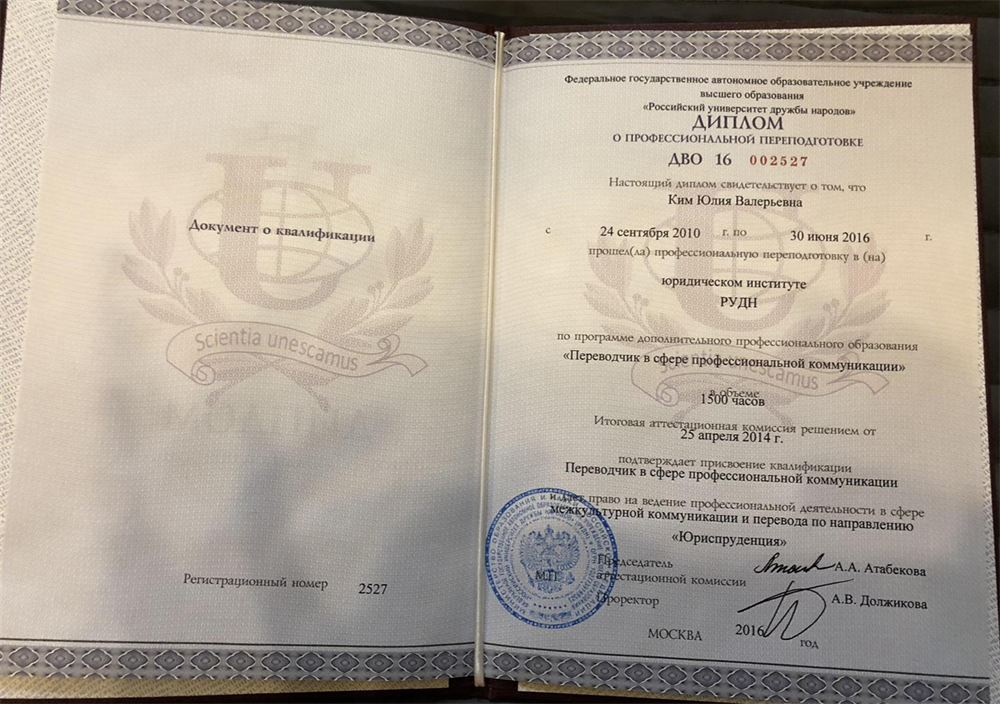 Документ о квалификации
Scientia unescamus
Регистрационный номер 2527
Федеральное государственное автономное образовательное учреждение
высшего образования
«Российский университет дружбы народов»
ДИПЛОМ
О ПРОФЕССИОНАЛЬНОЙ ПЕРЕПОДГОТОВКЕ
ДВО 16 002527
Настоящий диплом свидетельствует о том, что
Ким Юлия Валерьевна
с 24 сентября 2010 г. по 30 июня 2016 г.
прошел(ла) профессиональную переподготовку в (на)
юридическом институте
РУДН
по программе дополнительного профессионального образования
«Переводчик в сфере профессиональной коммуникации»
Scientia unescamus
в объеме
1500 часов
Итоговая аттестационная комиссия решением от
25 апреля 2014 г.
подтверждает присвоение квалификации
Переводчик в сфере профессиональной коммуникации
и дает право на ведение профессиональной деятельности в сфере
межкультурной коммуникации и перевода по направлению
«Юриспруденция»
Председатель
аттестационной комиссии А.А. Атабекова
М.П.
Проректор А.В. Должикова
МОСКВА 2016 год